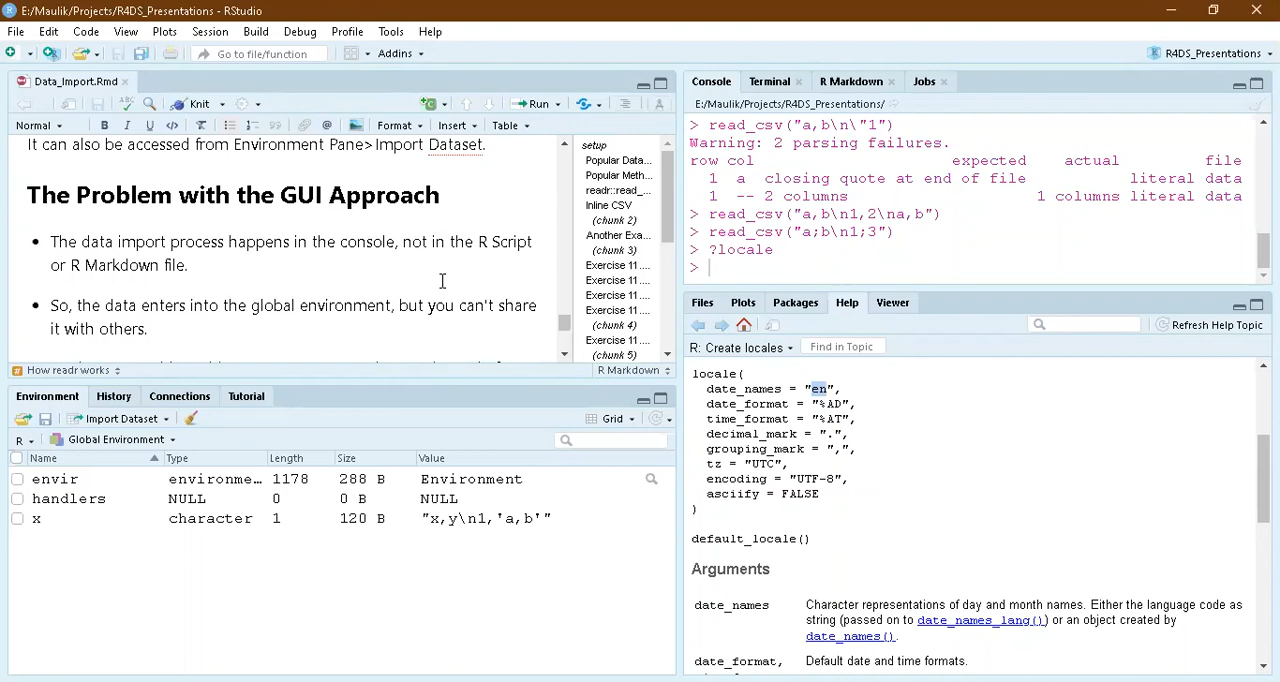 E:/Maulik/Projects/R4DS_Presentations - RStudio
File Edit Code View Plots Session Build Debug Profile Tools Help
Go to file/function Addins R4DS_Presentations
Data_Import.Rmd
Knit Run
Normal B I U Format Insert Table
It can also be accessed from Environment Pane>Import Dataset.
The Problem with the GUI Approach
• The data import process happens in the console, not in the R Script
or R Markdown file.
• So, the data enters into the global environment, but you can't share
it with others.
setup
Popular Data...
Popular Meth...
readr::read_...
Inline CSV
(chunk 2)
Another Exa...
(chunk 3)
Exercise 11....
Exercise 11....
Exercise 11....
Exercise 11....
(chunk 4)
Exercise 11....
(chunk 5)
How readr works R Markdown
Environment History Connections Tutorial
Import Dataset Grid
R Global Environment
Name Type Length Size Value
envir environme... 1178 288 B Environment
handlers NULL 0 0 B NULL
x character 1 120 B "x,y\n1,'a,b'"
Console Terminal R Markdown Jobs
E:/Maulik/Projects/R4DS_Presentations/
> read_csv("a,b\n\"1")
Warning: 2 parsing failures.
row col expected actual file
1 a closing quote at end of file literal data
1 -- 2 columns 1 columns literal data
> read_csv("a,b\n1,2\na,b")
> read_csv("a;b\n1;3")
> ?locale
>
Files Plots Packages Help Viewer
Refresh Help Topic
R: Create locales Find in Topic
locale(
date_names = "en",
date_format = "%AD",
time_format = "%AT",
decimal_mark = ".",
grouping_mark = ",",
tz = "UTC",
encoding = "UTF-8",
asciify = FALSE
)
default_locale()
Arguments
date_names Character representations of day and month names. Either the language code as
string (passed on to date_names_lang()) or an object created by
date_names().
date_format, Default date and time formats.